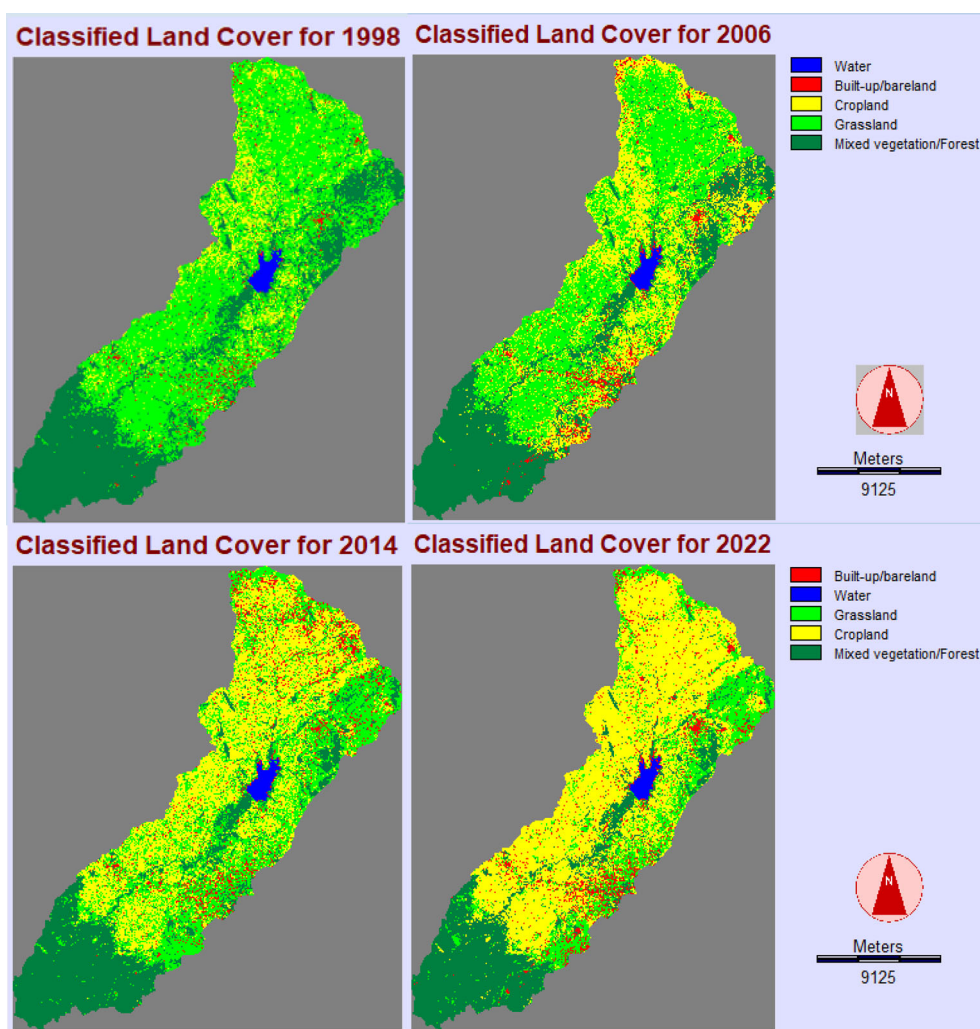 Classified Land Cover for 1998
Classified Land Cover for 2006
Water
Built-up/bareland
Cropland
Grassland
Mixed vegetation/Forest
N
Meters
9125
Classified Land Cover for 2014
Classified Land Cover for 2022
Built-up/bareland
Water
Grassland
Cropland
Mixed vegetation/Forest
N
Meters
9125